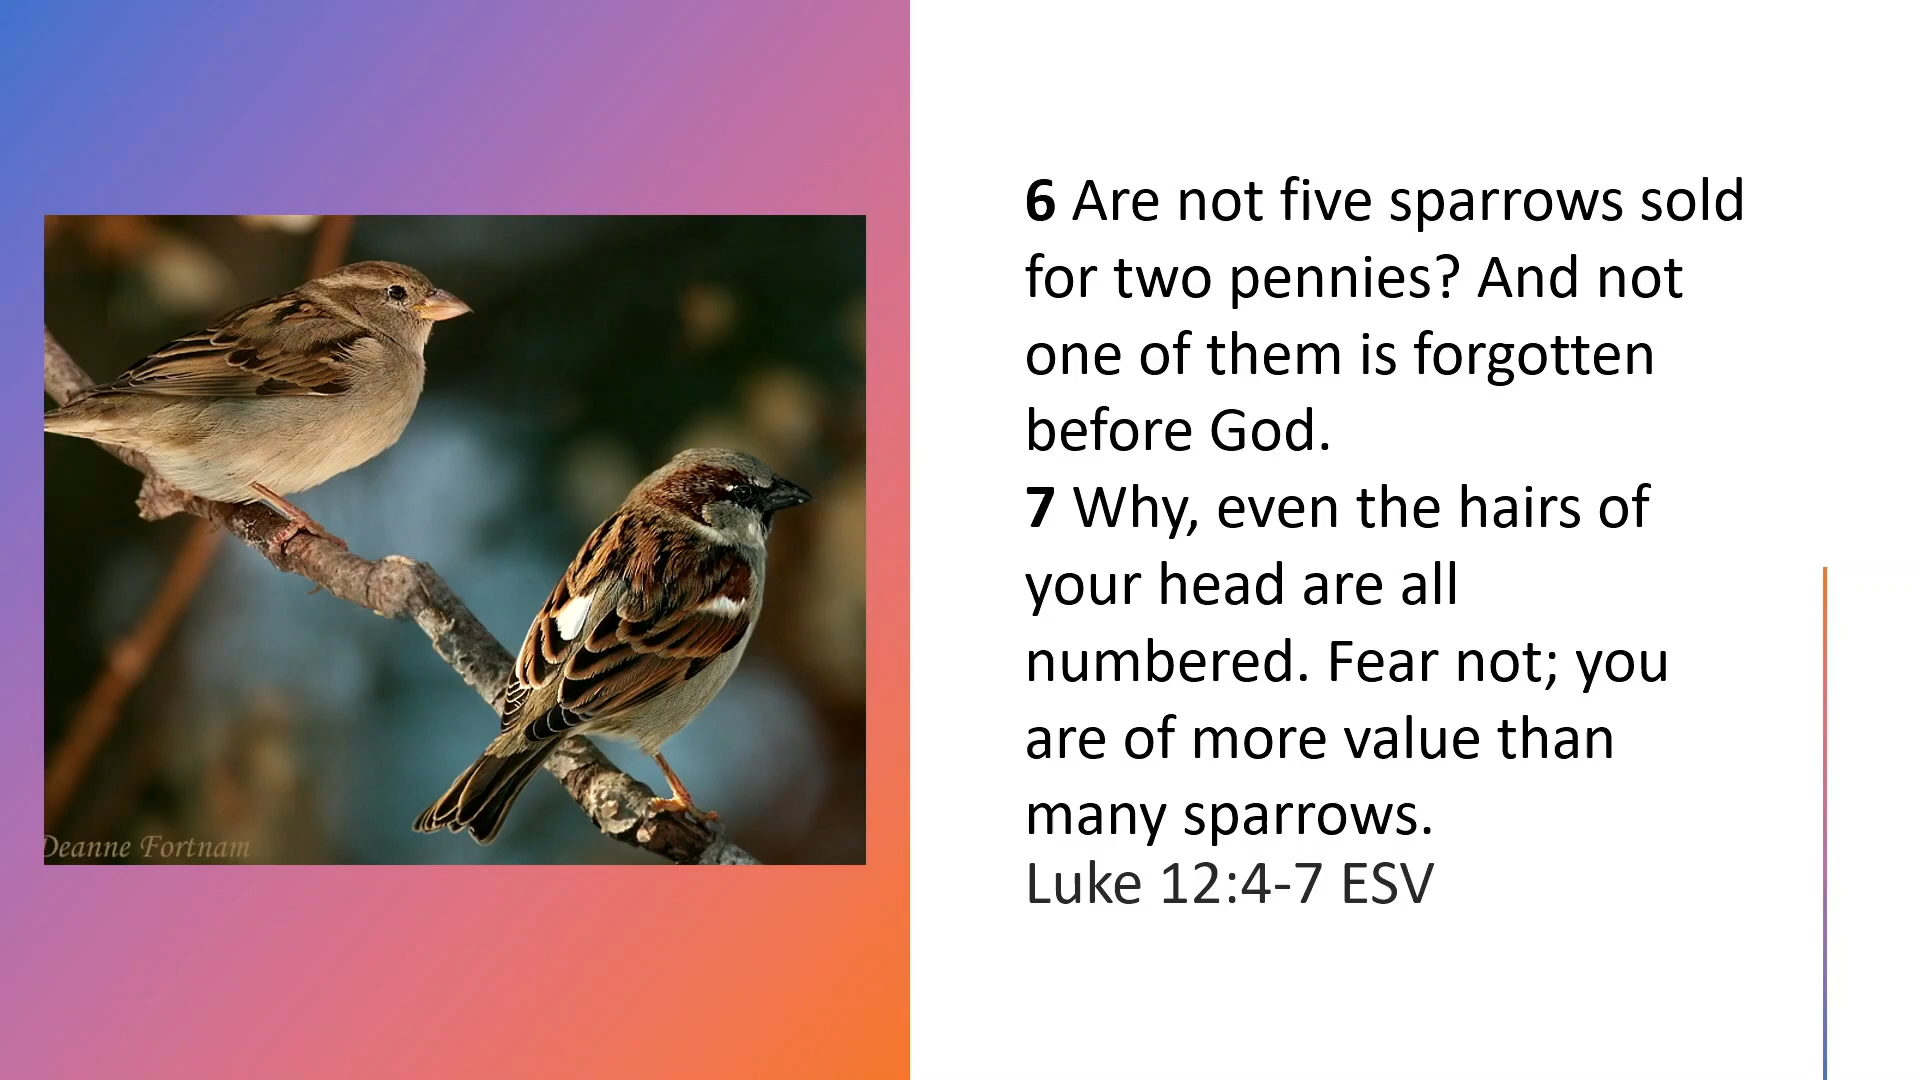 6 Are not five sparrows sold
for two pennies? And not
one of them is forgotten
before God.
7 Why, even the hairs of
your head are all
numbered. Fear not; you
are of more value than
many sparrows.
Luke 12:4-7 ESV
Deanne Fortnam